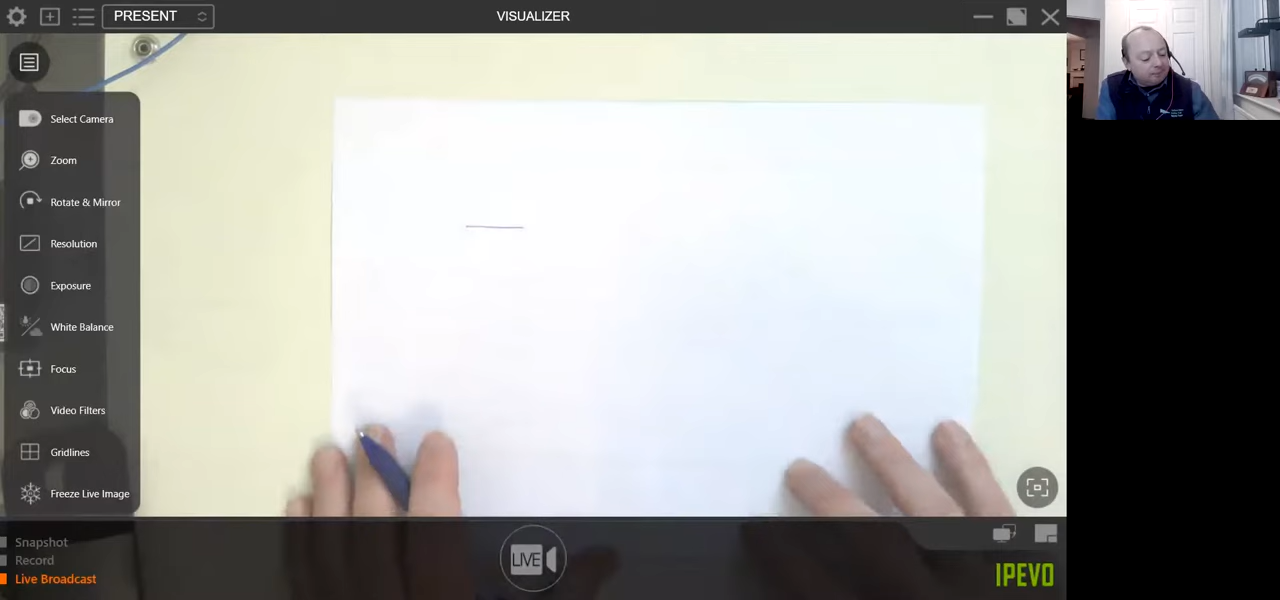 PRESENT
VISUALIZER
Select Camera
Zoom
Rotate & Mirror
Resolution
Exposure
White Balance
Focus
Video Filters
Gridlines
Freeze Live Image
Snapshot
Record
Live Broadcast
LIVE
IPEVO